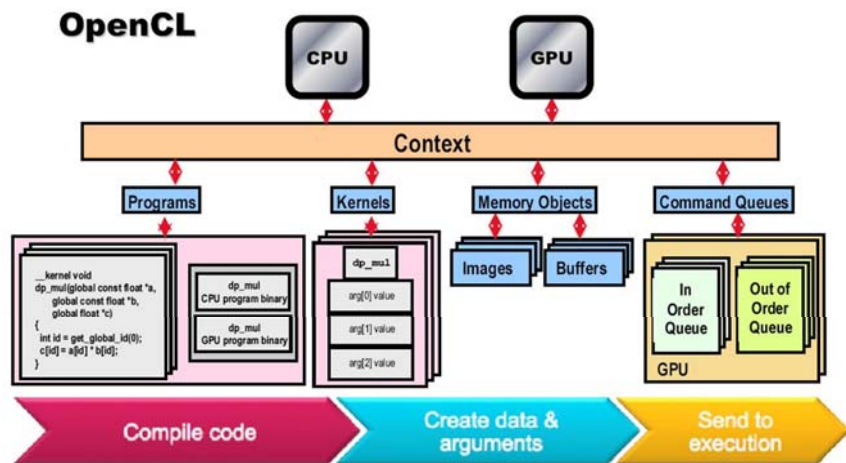 OpenCL
CPU
GPU
Context
Programs
Kernels
Memory Objects
Command Queues
__kernel void
dp_mul(global const float *a,
global const float *b,
global float *c)
{
int id = get_global_id(0);
c[id] = a[id] * b[id];
}
dp_mul
CPU program binary
dp_mul
GPU program binary
dp_mul
arg[0] value
arg[1] value
arg[2] value
Images
Buffers
In
Order
Queue
Out of
Order
Queue
GPU
Compile code
Create data &
arguments
Send to
execution